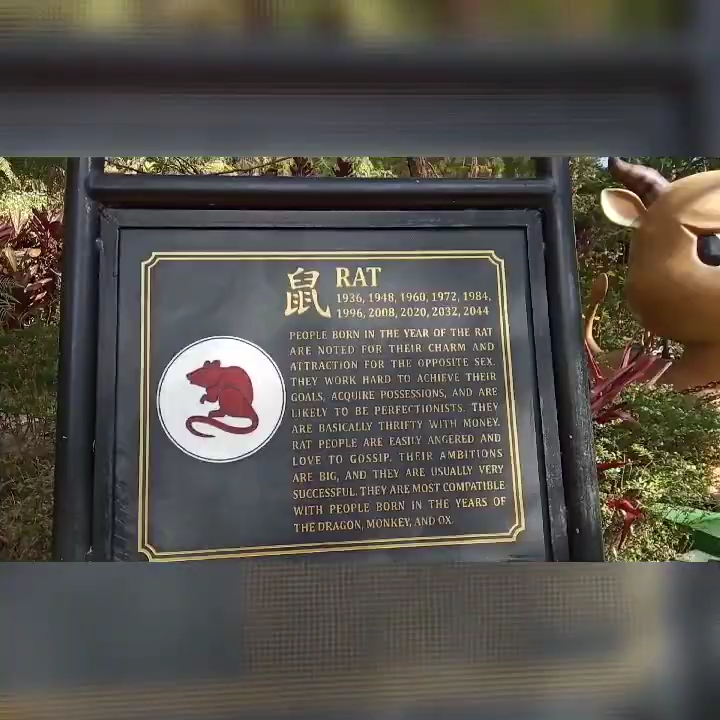 鼠 RAT
1936, 1948, 1960, 1972, 1984,
1996, 2008, 2020, 2032, 2044
PEOPLE BORN IN THE YEAR OF THE RAT
ARE NOTED FOR THEIR CHARM AND
ATTRACTION FOR THE OPPOSITE SEX.
THEY WORK HARD TO ACHIEVE THEIR
GOALS, ACQUIRE POSSESSIONS, AND ARE
LIKELY TO BE PERFECTIONISTS. THEY
ARE BASICALLY THRIFTY WITH MONEY.
RAT PEOPLE ARE EASILY ANGERED AND
LOVE TO GOSSIP. THEIR AMBITIONS
ARE BIG, AND THEY ARE USUALLY VERY
SUCCESSFUL. THEY ARE MOST COMPATIBLE
WITH PEOPLE BORN IN THE YEARS OF
THE DRAGON, MONKEY, AND OX.